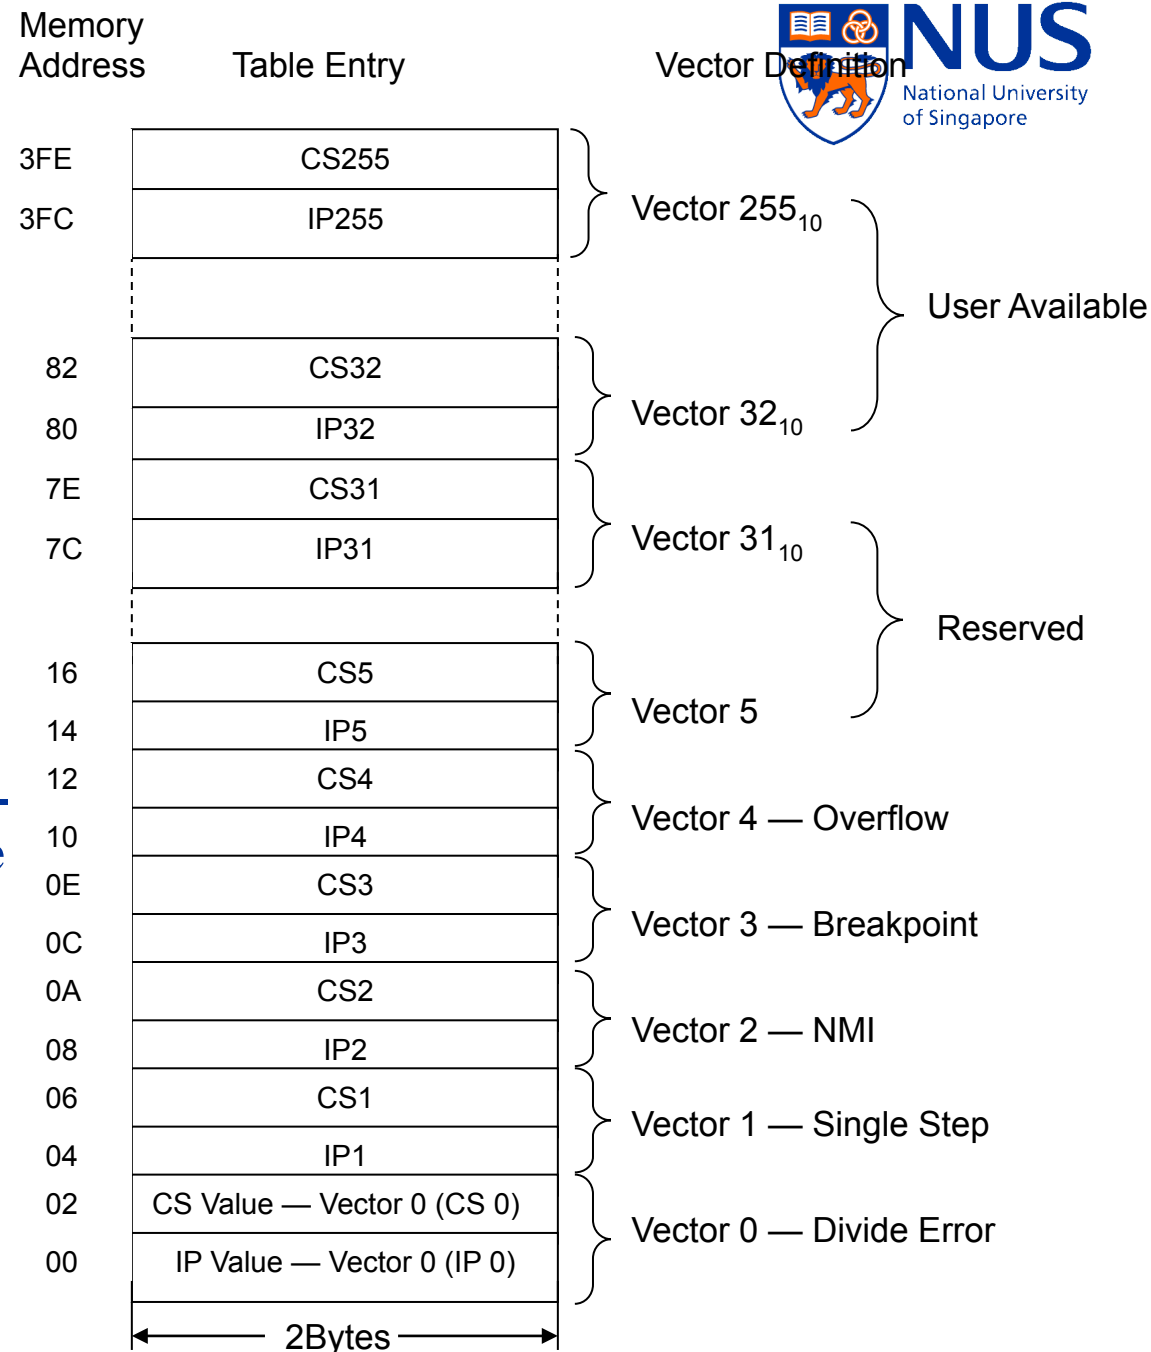 Memory
Address Table Entry Vector Definition
NUS
National University
of Singapore
3FE CS255
3FC IP255 Vector 255₁₀
User Available
82 CS32
80 IP32 Vector 32₁₀
7E CS31
7C IP31 Vector 31₁₀
Reserved
16 CS5
14 IP5 Vector 5
12 CS4
Vector 4 — Overflow
10 IP4
0E CS3
Vector 3 — Breakpoint
0C IP3
0A CS2
Vector 2 — NMI
08 IP2
06 CS1
Vector 1 — Single Step
04 IP1
02 CS Value — Vector 0 (CS 0)
Vector 0 — Divide Error
00 IP Value — Vector 0 (IP 0)
2Bytes